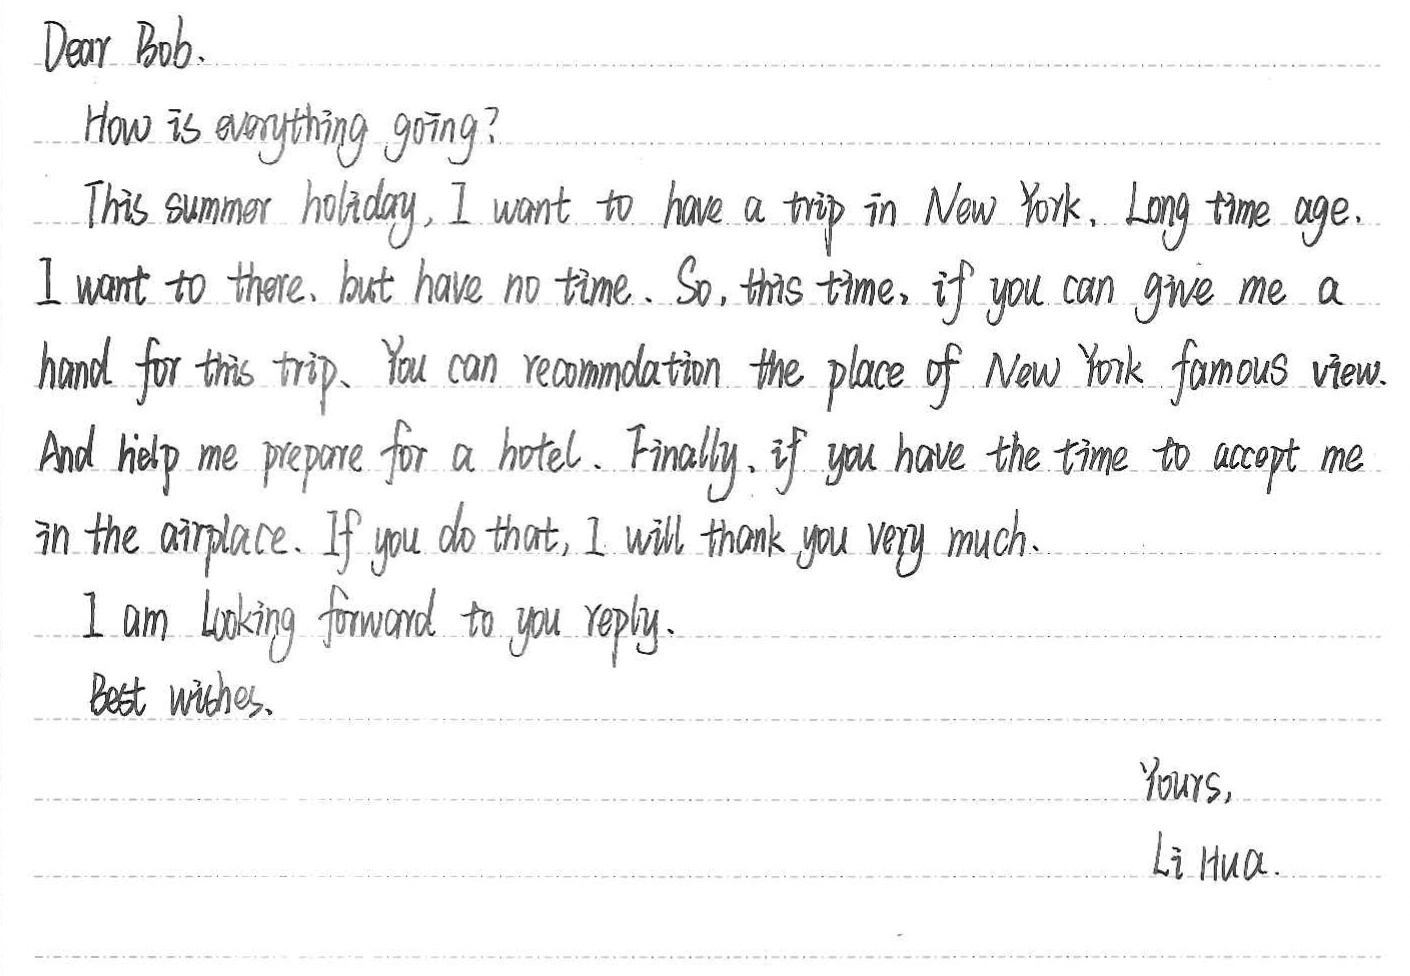 Dear Bob.
How is everything going?
This summer holiday, I want to have a trip in New York. Long time age.
I want to there. but have no time. So, this time, if you can give me a
hand for this trip. You can recommdation the place of New York famous view.
And help me prepare for a hotel. Finally, if you have the time to accept me
in the airplace. If you do that, I will thank you very much.
I am looking forward to you reply.
Best wishes.
Yours,
Li Hua.